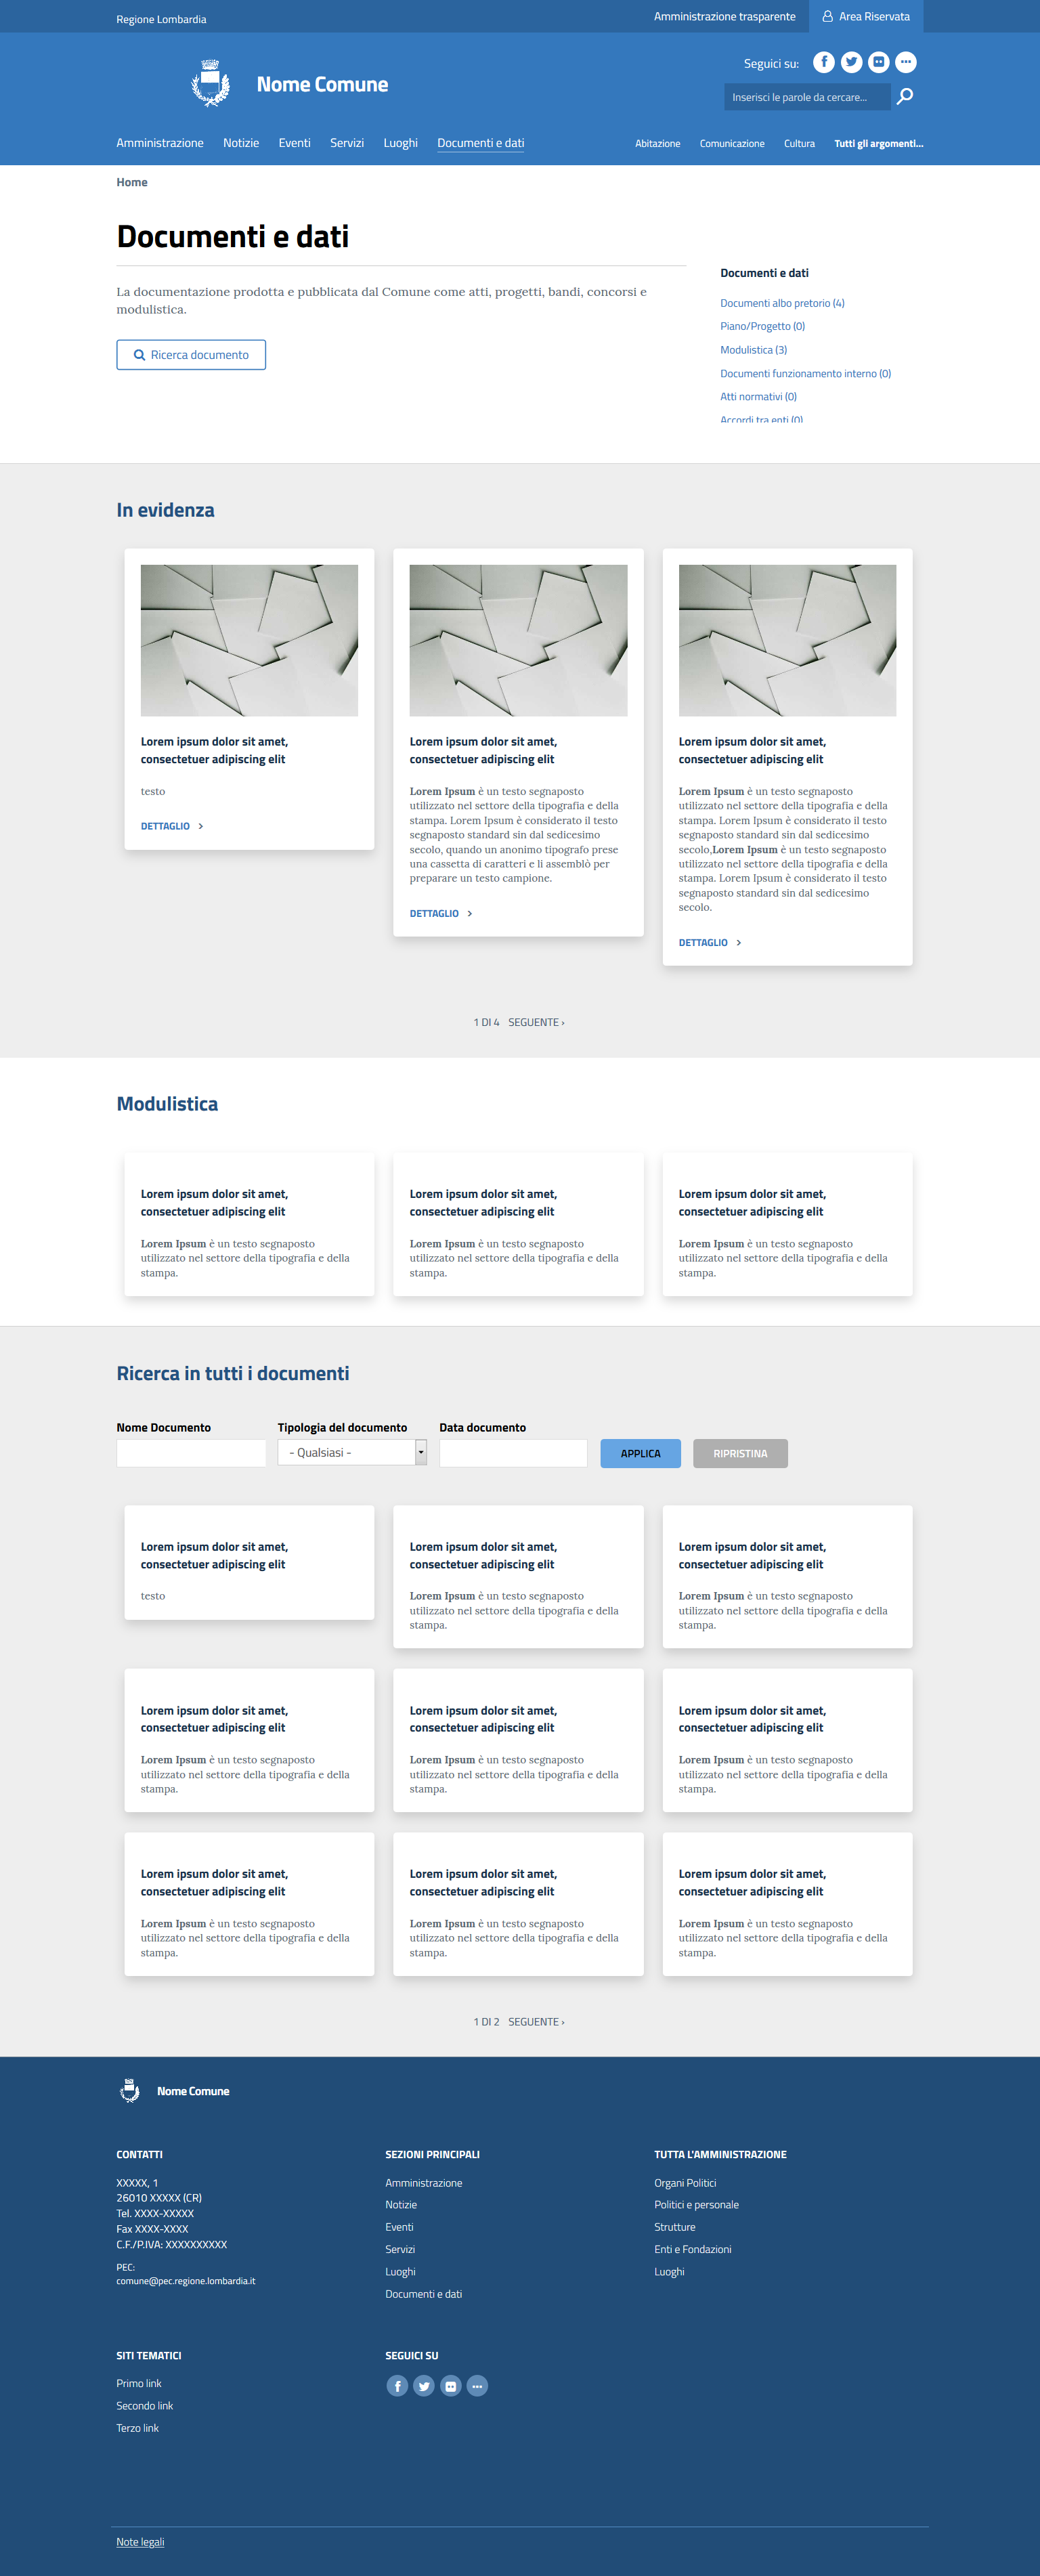 Regione Lombardia
Amministrazione trasparente
Area Riservata
Nome Comune
Seguici su:
Inserisci le parole da cercare...
Amministrazione Notizie Eventi Servizi Luoghi Documenti e dati
Abitazione Comunicazione Cultura Tutti gli argomenti...
Home
Documenti e dati
La documentazione prodotta e pubblicata dal Comune come atti, progetti, bandi, concorsi e
modulistica.
Ricerca documento
Documenti e dati
Documenti albo pretorio (4)
Piano/Progetto (0)
Modulistica (3)
Documenti funzionamento interno (0)
Atti normativi (0)
Accordi tra enti (0)
In evidenza
Lorem ipsum dolor sit amet,
consectetuer adipiscing elit
testo
DETTAGLIO
Lorem ipsum dolor sit amet,
consectetuer adipiscing elit
Lorem Ipsum è un testo segnaposto
utilizzato nel settore della tipografia e della
stampa. Lorem Ipsum è considerato il testo
segnaposto standard sin dal sedicesimo
secolo, quando un anonimo tipografo prese
una cassetta di caratteri e li assemblò per
preparare un testo campione.
DETTAGLIO
Lorem ipsum dolor sit amet,
consectetuer adipiscing elit
Lorem Ipsum è un testo segnaposto
utilizzato nel settore della tipografia e della
stampa. Lorem Ipsum è considerato il testo
segnaposto standard sin dal sedicesimo
secolo,Lorem Ipsum è un testo segnaposto
utilizzato nel settore della tipografia e della
stampa. Lorem Ipsum è considerato il testo
segnaposto standard sin dal sedicesimo
secolo.
DETTAGLIO
1 DI 4 SEGUENTE ›
Modulistica
Lorem ipsum dolor sit amet,
consectetuer adipiscing elit
Lorem Ipsum è un testo segnaposto
utilizzato nel settore della tipografia e della
stampa.
Lorem ipsum dolor sit amet,
consectetuer adipiscing elit
Lorem Ipsum è un testo segnaposto
utilizzato nel settore della tipografia e della
stampa.
Lorem ipsum dolor sit amet,
consectetuer adipiscing elit
Lorem Ipsum è un testo segnaposto
utilizzato nel settore della tipografia e della
stampa.
Ricerca in tutti i documenti
Nome Documento
Tipologia del documento
- Qualsiasi -
Data documento
APPLICA
RIPRISTINA
Lorem ipsum dolor sit amet,
consectetuer adipiscing elit
testo
Lorem ipsum dolor sit amet,
consectetuer adipiscing elit
Lorem Ipsum è un testo segnaposto
utilizzato nel settore della tipografia e della
stampa.
Lorem ipsum dolor sit amet,
consectetuer adipiscing elit
Lorem Ipsum è un testo segnaposto
utilizzato nel settore della tipografia e della
stampa.
Lorem ipsum dolor sit amet,
consectetuer adipiscing elit
Lorem Ipsum è un testo segnaposto
utilizzato nel settore della tipografia e della
stampa.
Lorem ipsum dolor sit amet,
consectetuer adipiscing elit
Lorem Ipsum è un testo segnaposto
utilizzato nel settore della tipografia e della
stampa.
Lorem ipsum dolor sit amet,
consectetuer adipiscing elit
Lorem Ipsum è un testo segnaposto
utilizzato nel settore della tipografia e della
stampa.
Lorem ipsum dolor sit amet,
consectetuer adipiscing elit
Lorem Ipsum è un testo segnaposto
utilizzato nel settore della tipografia e della
stampa.
Lorem ipsum dolor sit amet,
consectetuer adipiscing elit
Lorem Ipsum è un testo segnaposto
utilizzato nel settore della tipografia e della
stampa.
Lorem ipsum dolor sit amet,
consectetuer adipiscing elit
Lorem Ipsum è un testo segnaposto
utilizzato nel settore della tipografia e della
stampa.
1 DI 2 SEGUENTE ›
Nome Comune
CONTATTI
XXXXX, 1
26010 XXXXX (CR)
Tel. XXXX-XXXXX
Fax XXXX-XXXX
C.F./P.IVA: XXXXXXXXXX
PEC:
comune@pec.regione.lombardia.it
SEZIONI PRINCIPALI
Amministrazione
Notizie
Eventi
Servizi
Luoghi
Documenti e dati
TUTTA L'AMMINISTRAZIONE
Organi Politici
Politici e personale
Strutture
Enti e Fondazioni
Luoghi
SITI TEMATICI
Primo link
Secondo link
Terzo link
SEGUICI SU
Note legali